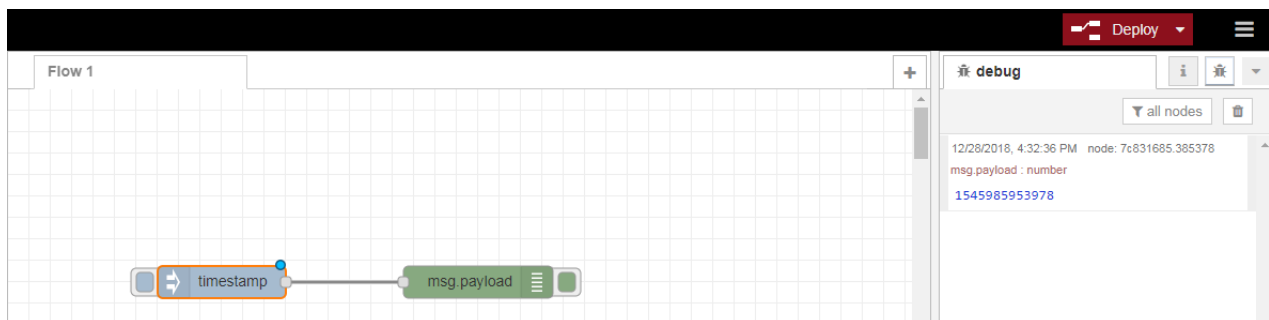 Deploy
Flow 1
+
debug
i
all nodes
12/28/2018, 4:32:36 PM node: 7c831685.385378
msg.payload : number
1545985953978
timestamp
msg.payload